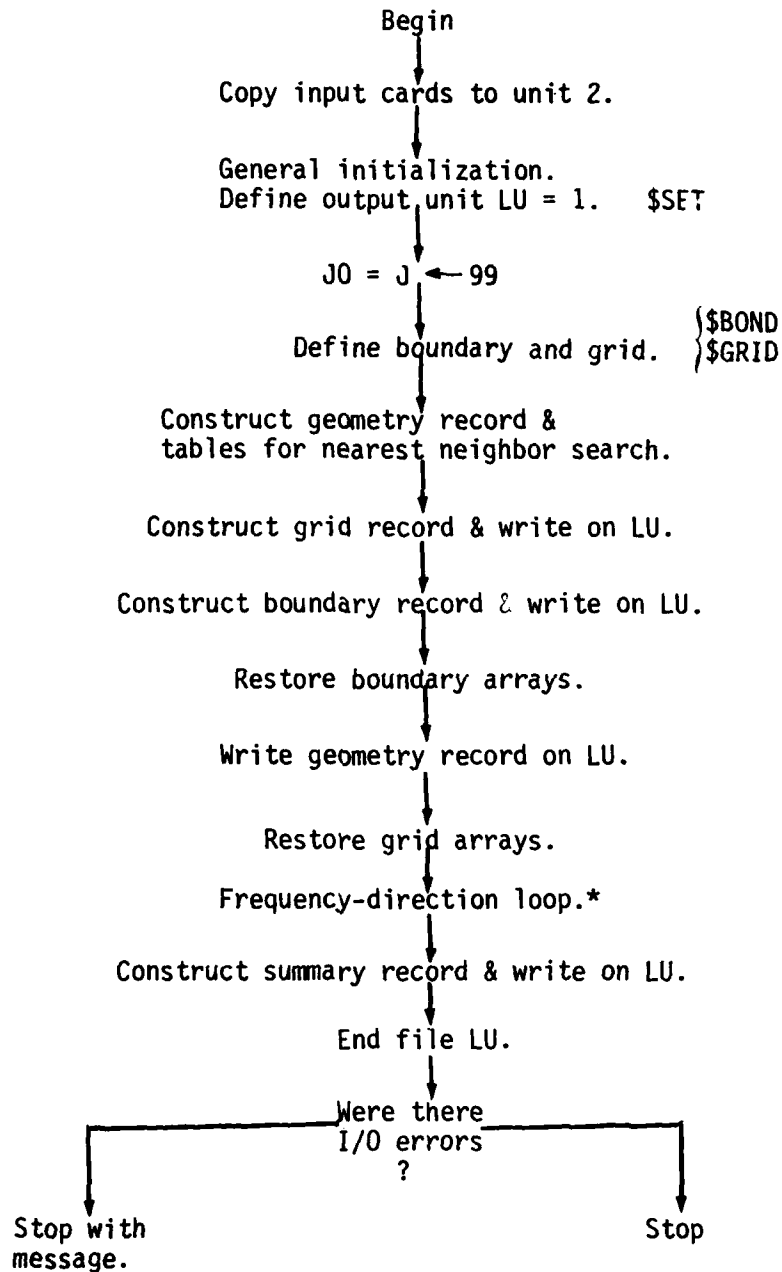 Begin
Copy input cards to unit 2.
General initialization.
Define output unit LU = 1. $SET
JO = J ← 99
$BOND
Define boundary and grid. $GRID
Construct geometry record &
tables for nearest neighbor search.
Construct grid record & write on LU.
Construct boundary record & write on LU.
Restore boundary arrays.
Write geometry record on LU.
Restore grid arrays.
Frequency-direction loop.*
Construct summary record & write on LU.
End file LU.
Were there
I/O errors
?
Stop with
message.
Stop